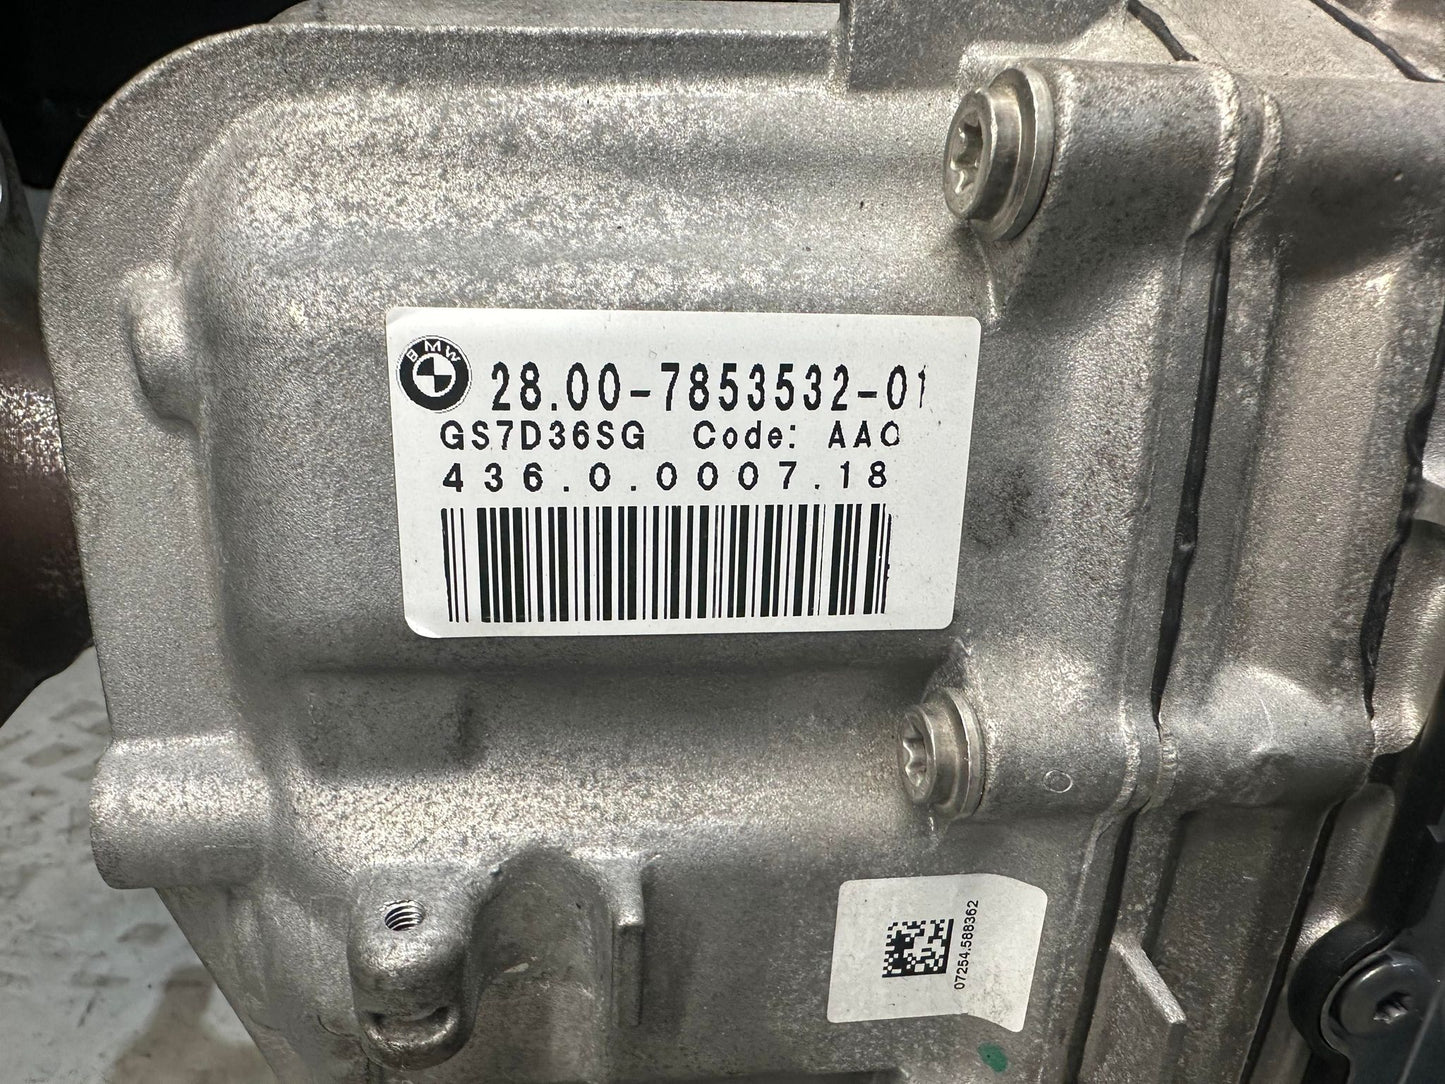 BMW
28.00-7853532-01
GS7D36SG Code: AAC
436.0.0007.18
07254.588362